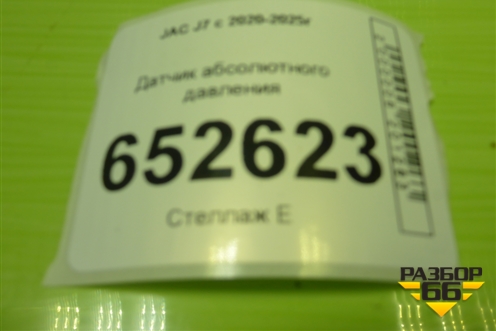 JAC J7 с 2020-2025г
Датчик абсолютного
давления
652623
Стеллаж Е
РАЗБОР
66